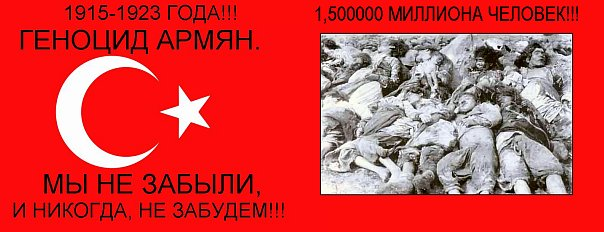 1915-1923 ГОДА!!!
ГЕНОЦИД АРМЯН.
МЫ НЕ ЗАБЫЛИ,
И НИКОГДА, НЕ ЗАБУДЕМ!!!
1,500000 МИЛЛИОНА ЧЕЛОВЕК!!!